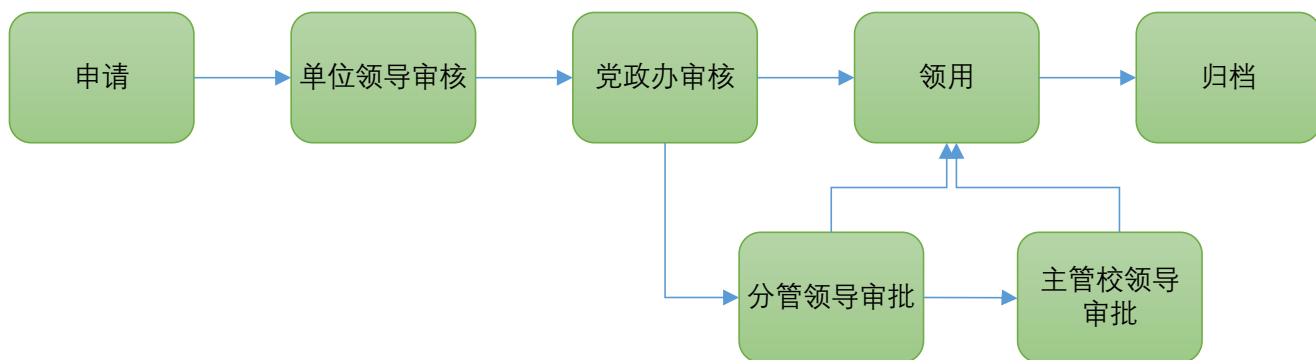 申请
单位领导审核
党政办审核
领用
归档
分管领导审批
主管校领导
审批